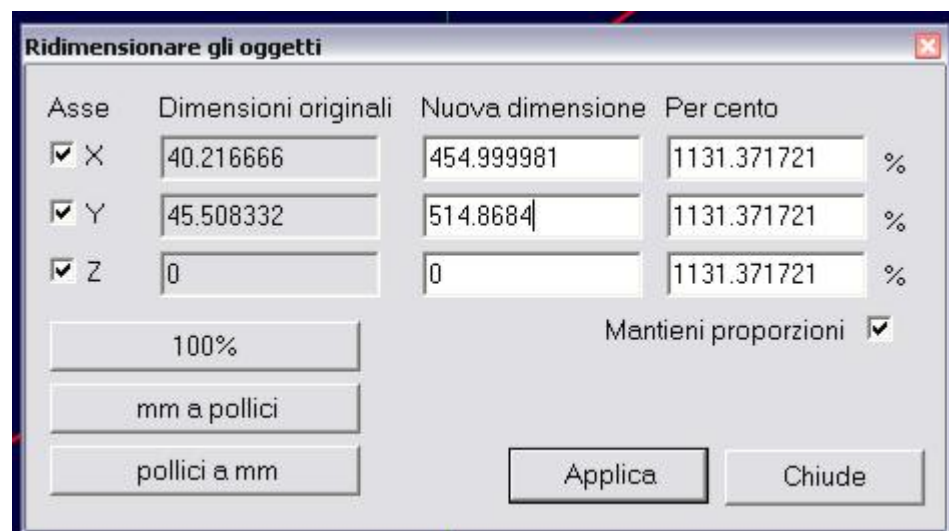 Ridimensionare gli oggetti
Asse Dimensioni originali Nuova dimensione Per cento
X 40.216666 454.999981 1131.371721 %
Y 45.508332 514.8684 1131.371721 %
Z 0 0 1131.371721 %
Mantieni proporzioni
100%
mm a pollici
pollici a mm
Applica Chiude